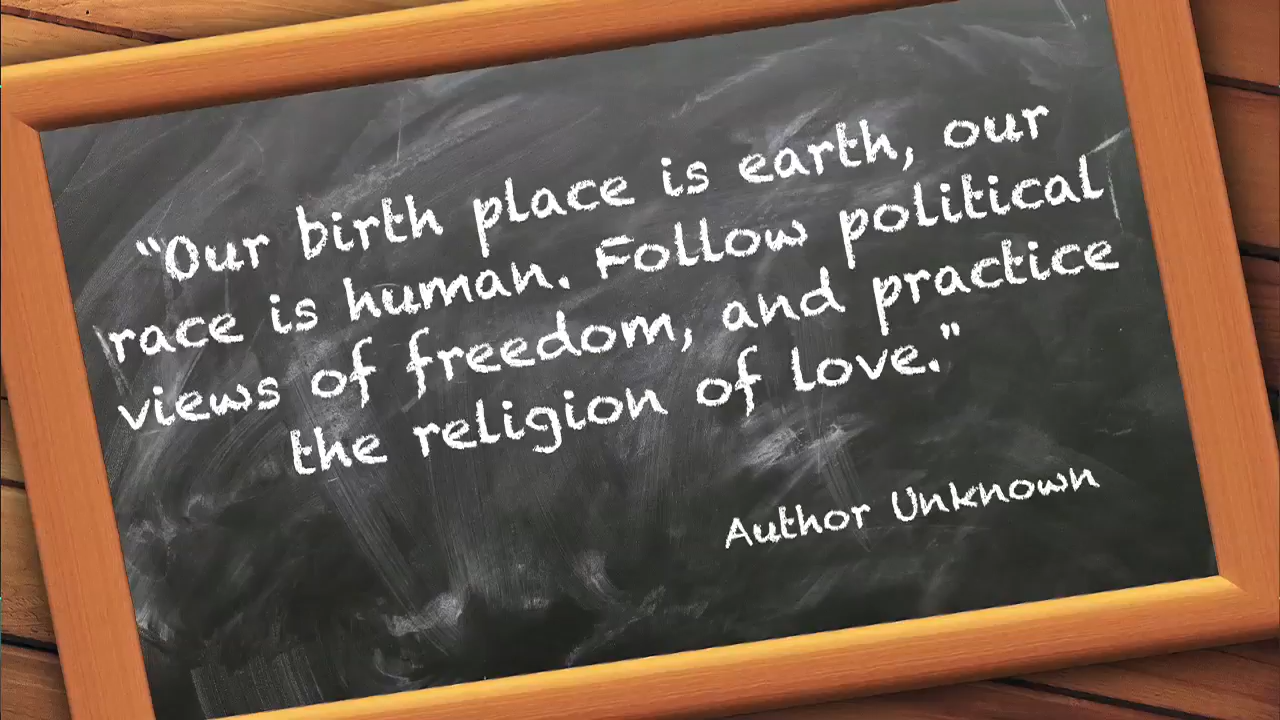 “Our birth place is earth, our
race is human. Follow political
views of freedom, and practice
the religion of love.”
Author Unknown